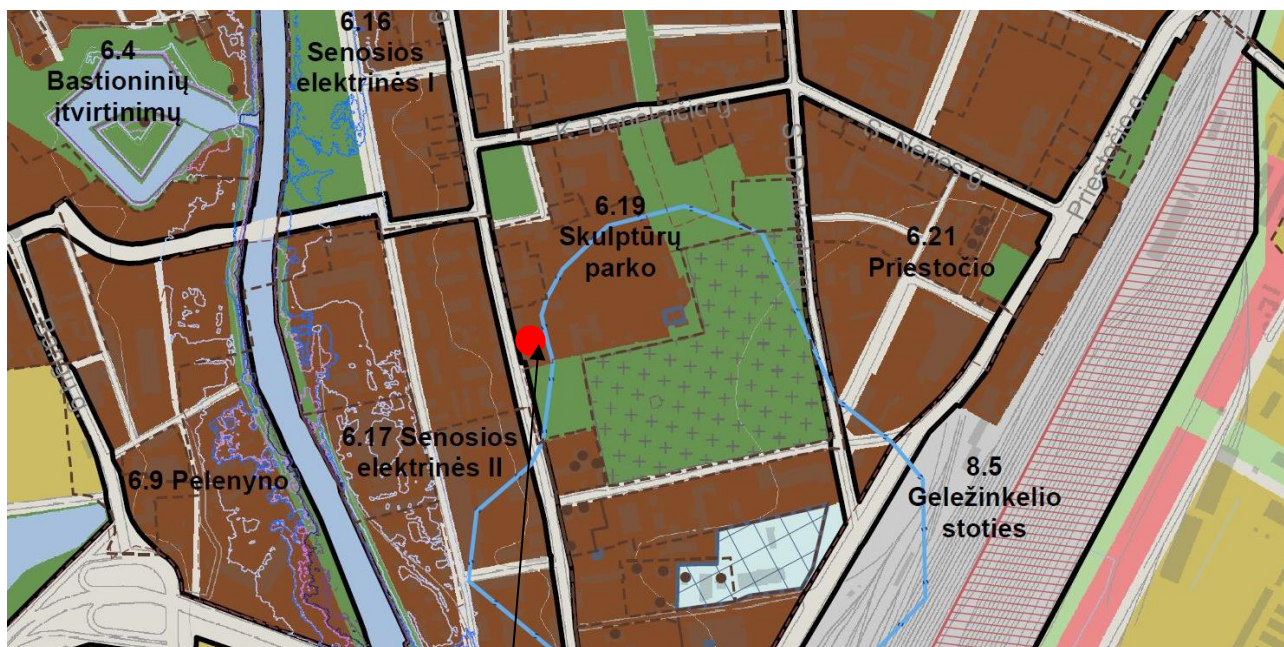 6.4
Bastioninių
įtvirtinimų
6.16
Senosios
elektrinės I
K. Donelaičio g.
S. Nėries g.
Priestočio g.
6.19
Skulptūrų
parko
6.21
Priestočio
6.17 Senosios
elektrinės II
6.9 Pelenyno
8.5
Geležinkelio
stoties